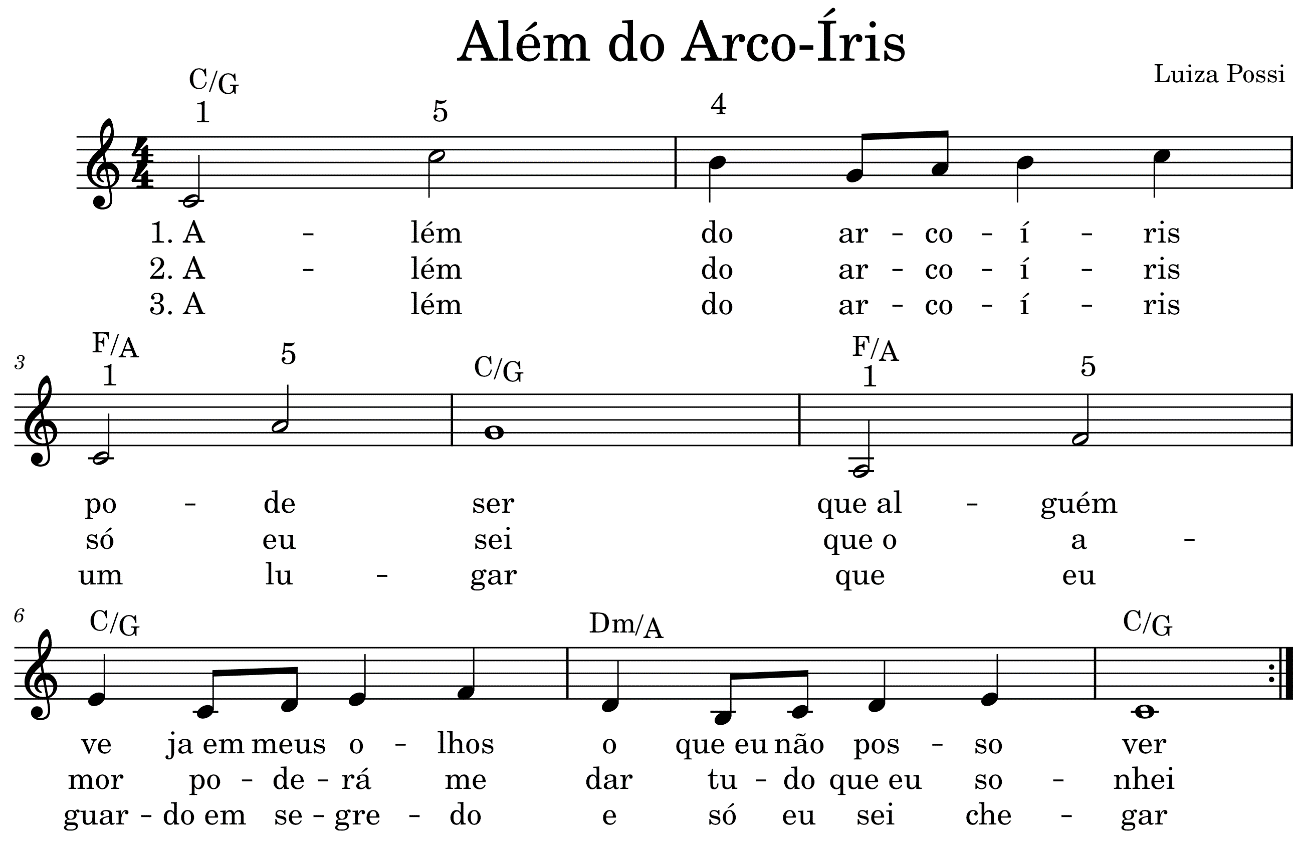 Além do Arco-Íris
Luiza Possi
C/G
1 5 4
4
4
1. A - lém do ar - co - í - ris
2. A - lém do ar - co - í - ris
3. A lém do ar - co - í - ris
F/A C/G F/A
3 1 5 1 5
po - de ser que al - guém
só eu sei que o a -
um lu - gar que eu
6 C/G Dm/A C/G
ve ja em meus o - lhos o que eu não pos - so ver
mor po - de - rá me dar tu - do que eu so - nhei
guar - do em se - gre - do e só eu sei che - gar